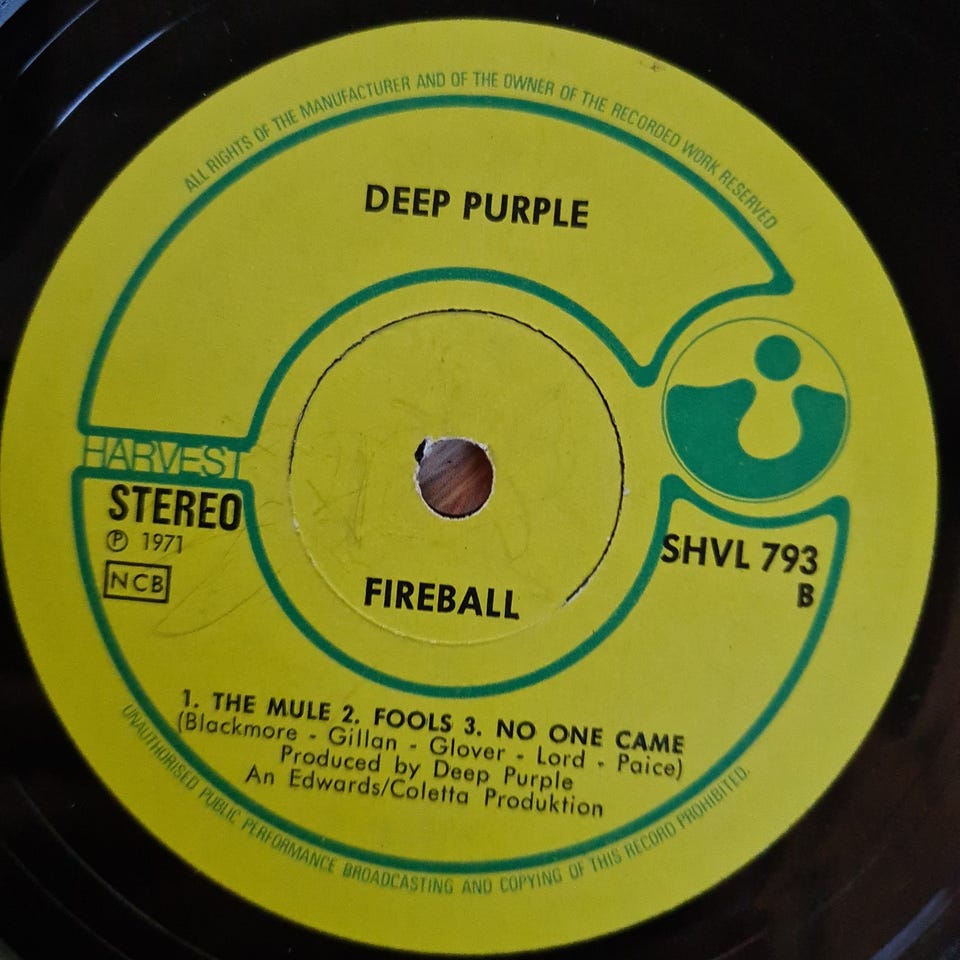 ALL RIGHTS OF THE MANUFACTURER AND OF THE OWNER OF THE RECORDED WORK RESERVED
DEEP PURPLE
HARVEST
STEREO
℗ 1971
NCB
SHVL 793
B
FIREBALL
1. THE MULE 2. FOOLS 3. NO ONE CAME
(Blackmore - Gillan - Glover - Lord - Paice)
Produced by Deep Purple
An Edwards/Coletta Produktion
UNAUTHORISED PUBLIC PERFORMANCE BROADCASTING AND COPYING OF THIS RECORD PROHIBITED.